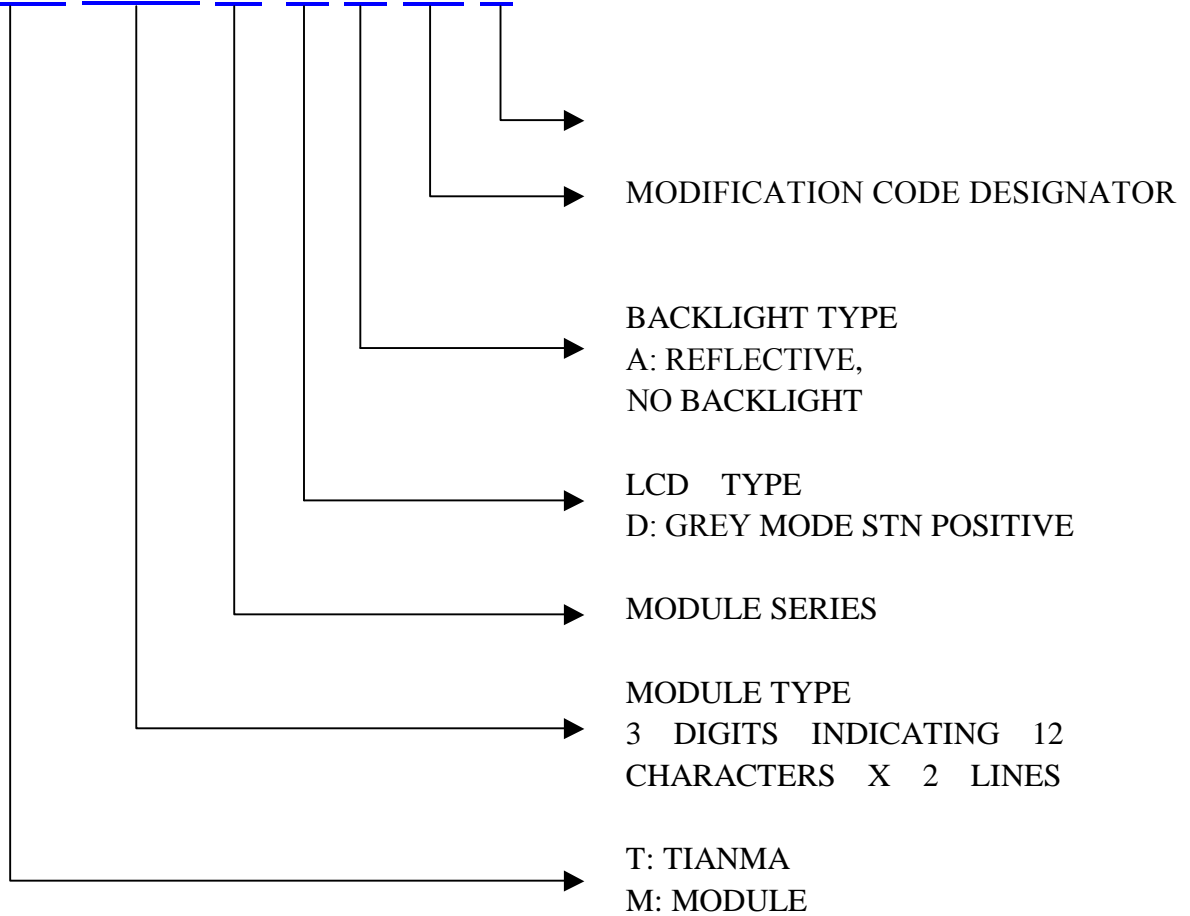 MODIFICATION CODE DESIGNATOR
BACKLIGHT TYPE
A: REFLECTIVE,
NO BACKLIGHT
LCD TYPE
D: GREY MODE STN POSITIVE
MODULE SERIES
MODULE TYPE
3 DIGITS INDICATING 12
CHARACTERS X 2 LINES
T: TIANMA
M: MODULE